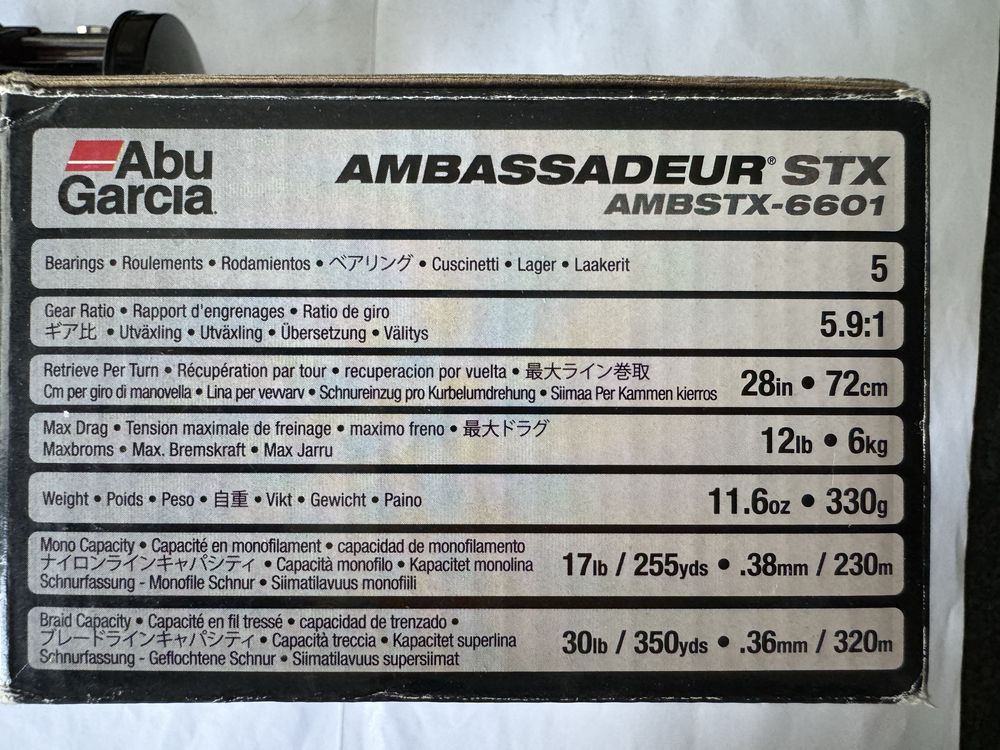 Abu Garcia
AMBASSADEUR® STX
AMBSTX-6601
Bearings • Roulements • Rodamientos • ベアリング • Cuscinetti • Lager • Laakerit
5
Gear Ratio • Rapport d'engrenages • Ratio de giro
ギア比 • Utväxling • Utväxling • Übersetzung • Välitys
5.9:1
Retrieve Per Turn • Récupération par tour • recuperacion por vuelta • 最大ライン巻取
Cm per giro di manovella • Lina per vevvarv • Schnureinzug pro Kurbelumdrehung • Siimaa Per Kammen kierros
28in • 72cm
Max Drag • Tension maximale de freinage • maximo freno • 最大ドラグ
Maxbroms • Max. Bremskraft • Max Jarru
12lb • 6kg
Weight • Poids • Peso • 自重 • Vikt • Gewicht • Paino
11.6oz • 330g
Mono Capacity • Capacité en monofilament • capacidad de monofilamento
ナイロンラインキャパシティ • Capacità monofilo • Kapacitet monolina
Schnurfassung - Monofile Schnur • Siimatilavuus monofiili
17lb / 255yds • .38mm / 230m
Braid Capacity • Capacité en fil tressé • capacidad de trenzado •
ブレードラインキャパシティ • Capacità treccia • Kapacitet superlina
Schnurfassung - Geflochtene Schnur • Siimatilavuus supersiimat
30lb / 350yds • .36mm / 320m